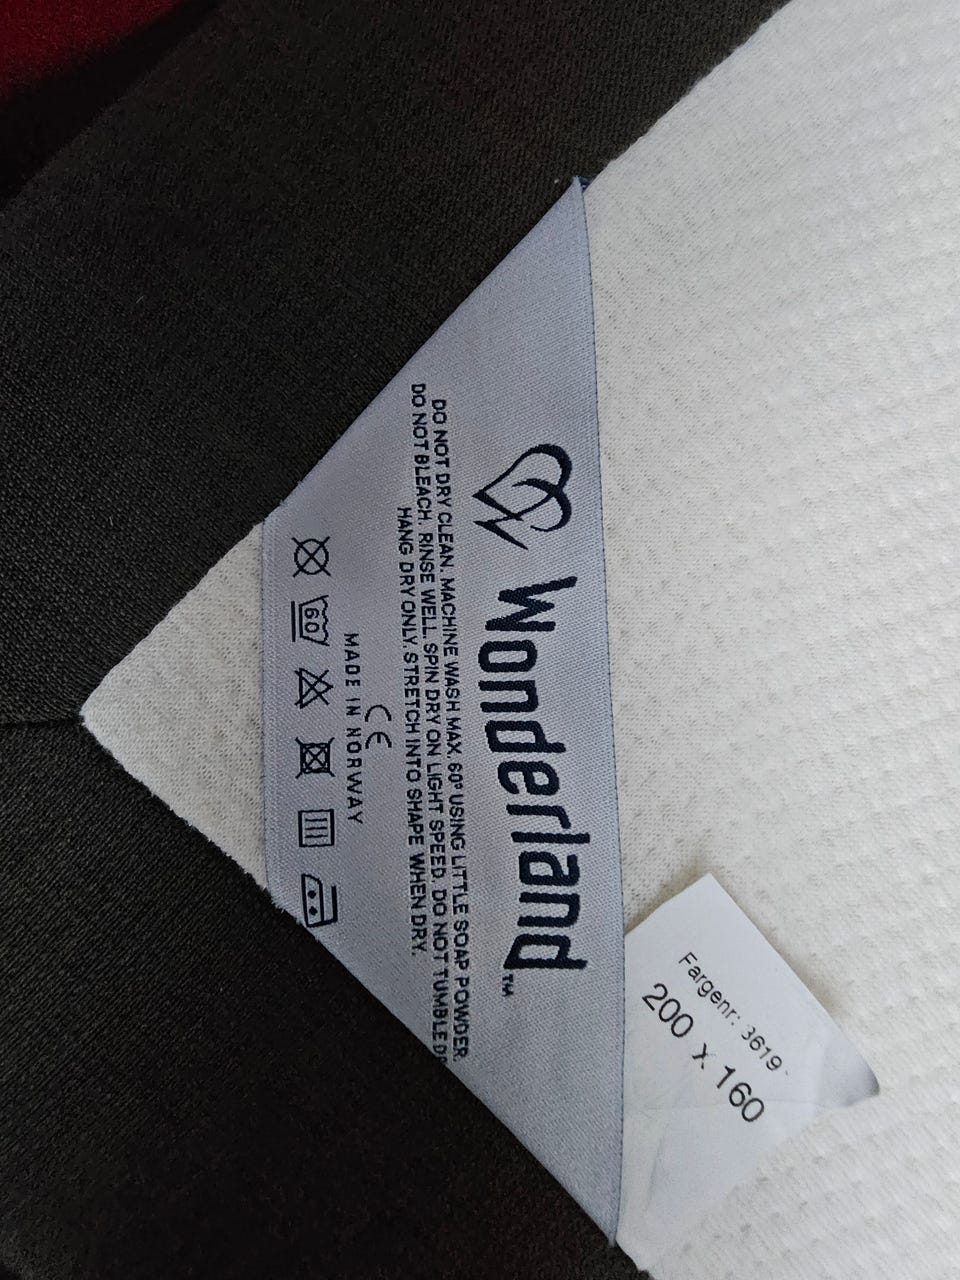 Wonderland™
DO NOT DRY CLEAN. MACHINE WASH MAX. 60° USING LITTLE SOAP POWDER.
DO NOT BLEACH. RINSE WELL. SPIN DRY ON LIGHT SPEED. DO NOT TUMBLE
HANG DRY ONLY. STRETCH INTO SHAPE WHEN DRY.
CE
MADE IN NORWAY
60
Fargenr: 3619
200 x 160